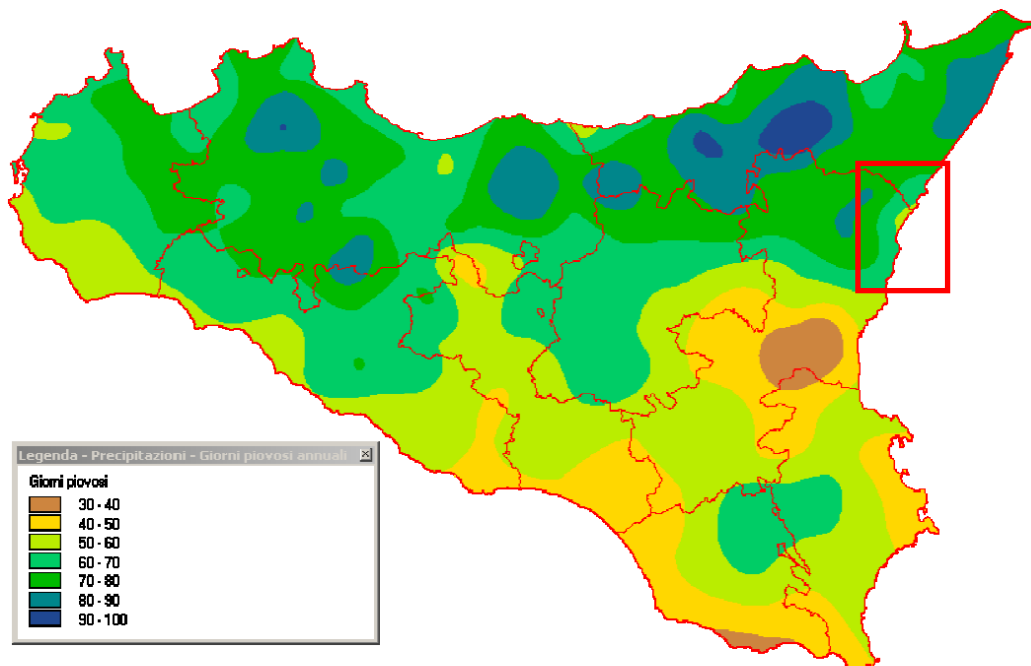 Legenda - Precipitazioni - Giorni piovosi annuali
Giorni piovosi
30 - 40
40 - 50
50 - 60
60 - 70
70 - 80
80 - 90
90 - 100